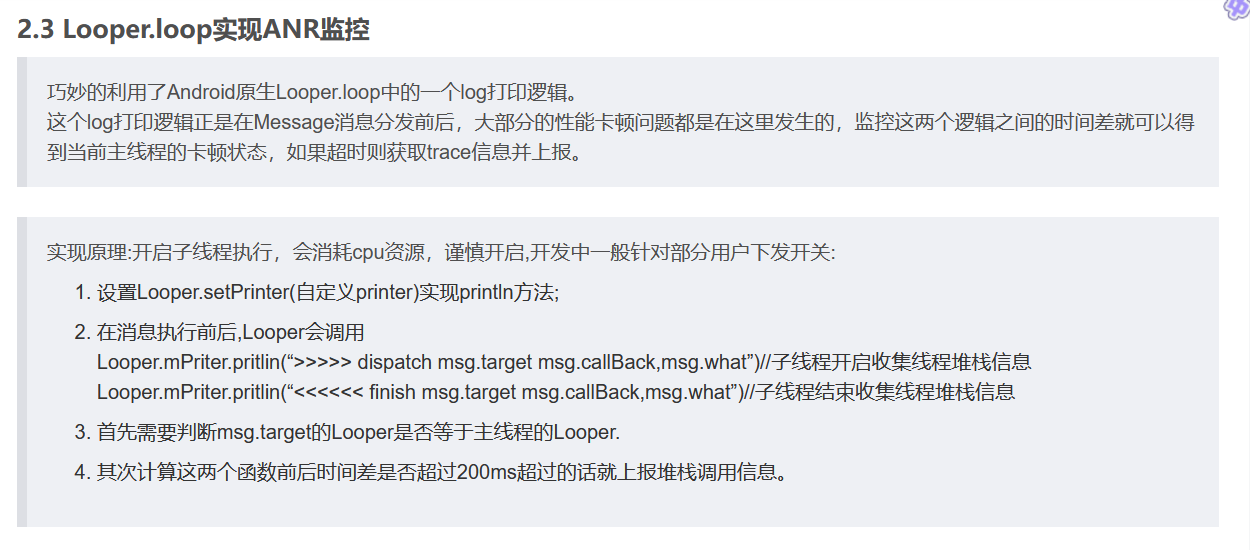 2.3 Looper.loop实现ANR监控
巧妙的利用了Android原生Looper.loop中的一个log打印逻辑。
这个log打印逻辑正是在Message消息分发前后，大部分的性能卡顿问题都是在这里发生的，监控这两个逻辑之间的时间差就可以得
到当前主线程的卡顿状态，如果超时则获取trace信息并上报。
实现原理:开启子线程执行，会消耗cpu资源，谨慎开启,开发中一般针对部分用户下发开关:
1. 设置Looper.setPrinter(自定义printer)实现println方法;
2. 在消息执行前后,Looper会调用
Looper.mPriter.pritlin(“>>>>> dispatch msg.target msg.callBack,msg.what”)//子线程开启收集线程堆栈信息
Looper.mPriter.pritlin(“<<<<<< finish msg.target msg.callBack,msg.what”)//子线程结束收集线程堆栈信息
3. 首先需要判断msg.target的Looper是否等于主线程的Looper.
4. 其次计算这两个函数前后时间差是否超过200ms超过的话就上报堆栈调用信息。